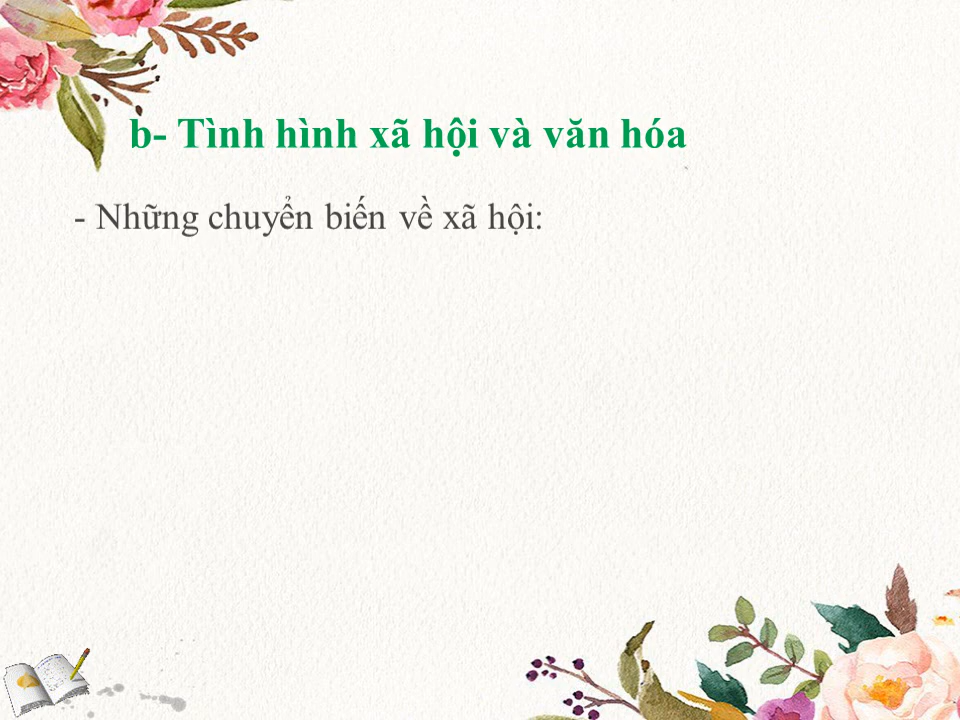 b- Tình hình xã hội và văn hóa
- Những chuyển biến về xã hội: